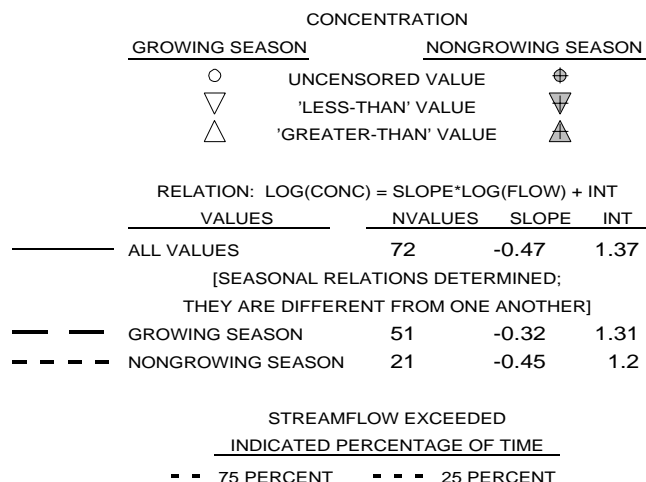 CONCENTRATION
GROWING SEASON NONGROWING SEASON
UNCENSORED VALUE
'LESS-THAN' VALUE
'GREATER-THAN' VALUE
RELATION: LOG(CONC) = SLOPE*LOG(FLOW) + INT
VALUES NVALUES SLOPE INT
ALL VALUES 72 -0.47 1.37
[SEASONAL RELATIONS DETERMINED;
THEY ARE DIFFERENT FROM ONE ANOTHER]
GROWING SEASON 51 -0.32 1.31
NONGROWING SEASON 21 -0.45 1.2
STREAMFLOW EXCEEDED
INDICATED PERCENTAGE OF TIME
75 PERCENT 25 PERCENT